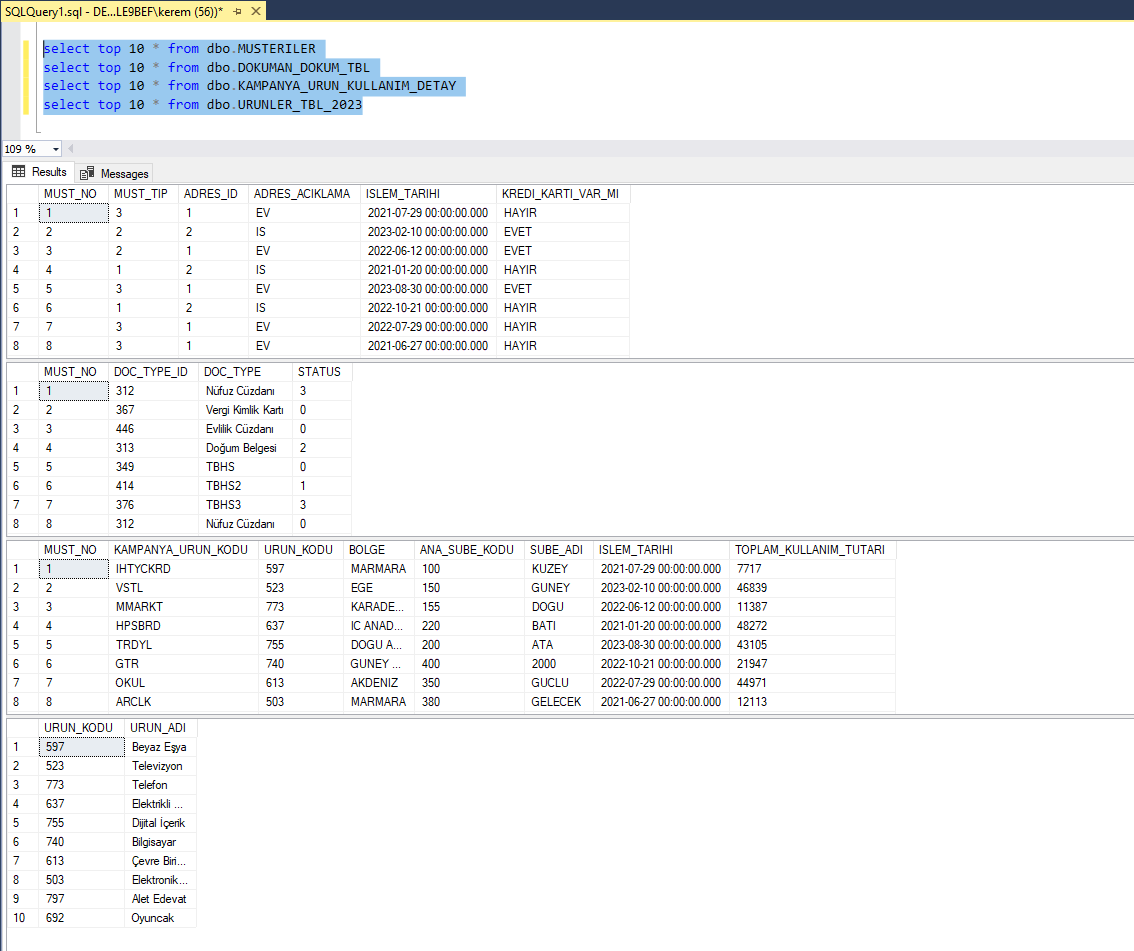 SQLQuery1.sql - DE...LE9BEF\kerem (56))*
select top 10 * from dbo.MUSTERILER
select top 10 * from dbo.DOKUMAN_DOKUM_TBL
select top 10 * from dbo.KAMPANYA_URUN_KULLANIM_DETAY
select top 10 * from dbo.URUNLER_TBL_2023
109 %
Results Messages
MUST_NO MUST_TIP ADRES_ID ADRES_ACIKLAMA ISLEM_TARIHI KREDI_KARTI_VAR_MI
1 1 3 1 EV 2021-07-29 00:00:00.000 HAYIR
2 2 2 2 IS 2023-02-10 00:00:00.000 EVET
3 3 2 1 EV 2022-06-12 00:00:00.000 EVET
4 4 1 2 IS 2021-01-20 00:00:00.000 HAYIR
5 5 3 1 EV 2023-08-30 00:00:00.000 EVET
6 6 1 2 IS 2022-10-21 00:00:00.000 HAYIR
7 7 3 1 EV 2022-07-29 00:00:00.000 HAYIR
8 8 3 1 EV 2021-06-27 00:00:00.000 HAYIR
MUST_NO DOC_TYPE_ID DOC_TYPE STATUS
1 1 312 Nüfuz Cüzdanı 3
2 2 367 Vergi Kimlik Kartı 0
3 3 446 Evlilik Cüzdanı 0
4 4 313 Doğum Belgesi 2
5 5 349 TBHS 0
6 6 414 TBHS2 1
7 7 376 TBHS3 3
8 8 312 Nüfuz Cüzdanı 0
MUST_NO KAMPANYA_URUN_KODU URUN_KODU BOLGE ANA_SUBE_KODU SUBE_ADI ISLEM_TARIHI TOPLAM_KULLANIM_TUTARI
1 1 IHTYCKRD 597 MARMARA 100 KUZEY 2021-07-29 00:00:00.000 7717
2 2 VSTL 523 EGE 150 GUNEY 2023-02-10 00:00:00.000 46839
3 3 MMARKT 773 KARADE... 155 DOGU 2022-06-12 00:00:00.000 11387
4 4 HPSBRD 637 IC ANAD... 220 BATI 2021-01-20 00:00:00.000 48272
5 5 TRDYL 755 DOGU A... 200 ATA 2023-08-30 00:00:00.000 43105
6 6 GTR 740 GUNEY ... 400 2000 2022-10-21 00:00:00.000 21947
7 7 OKUL 613 AKDENIZ 350 GUCLU 2022-07-29 00:00:00.000 44971
8 8 ARCLK 503 MARMARA 380 GELECEK 2021-06-27 00:00:00.000 12113
URUN_KODU URUN_ADI
1 597 Beyaz Eşya
2 523 Televizyon
3 773 Telefon
4 637 Elektrikli ...
5 755 Dijital İçerik
6 740 Bilgisayar
7 613 Çevre Biri...
8 503 Elektronik...
9 797 Alet Edevat
10 692 Oyuncak